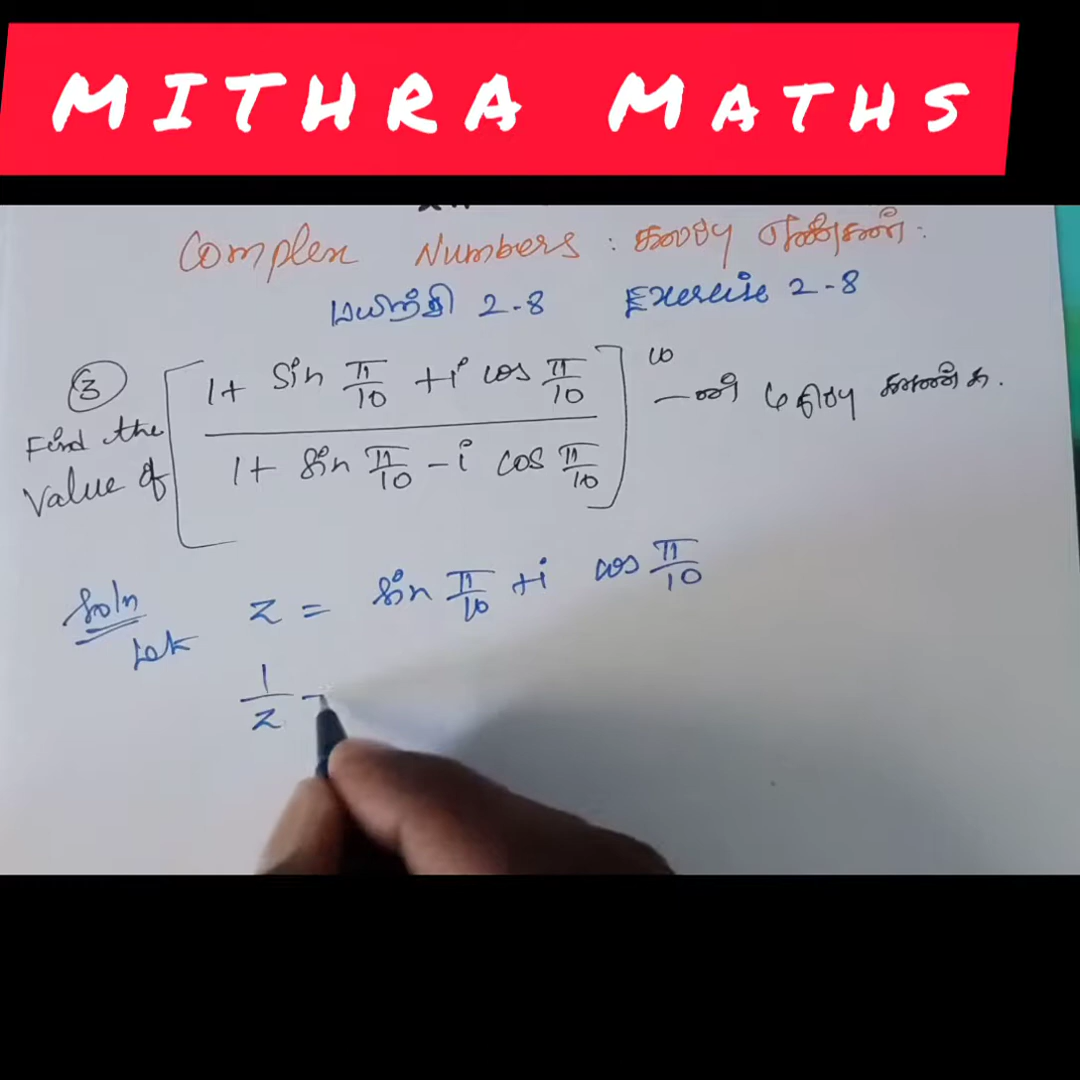 MITHRA MATHS
Complex Numbers : கலப்பு எண்கள் :
பயிற்சி 2-8 Exercise 2-8
③ Find the Value of [ (1 + sin π/10 + i cos π/10) / (1 + sin π/10 - i cos π/10) ]^10 -ன் மதிப்பு காண்க.
Soln
Let z = sin π/10 + i cos π/10
1/z =